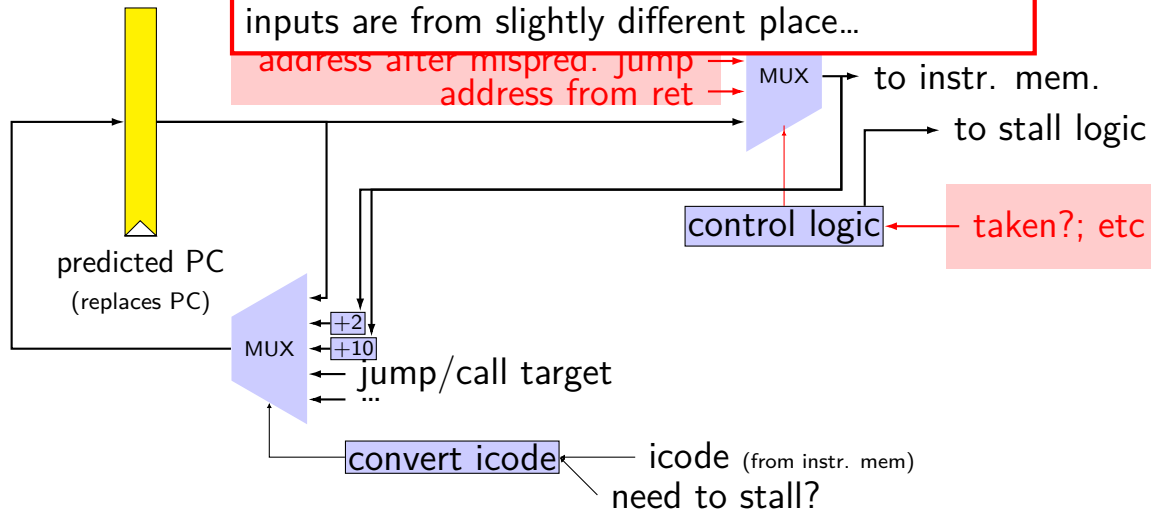 inputs are from slightly different place…
address after mispred. jump
MUX
to instr. mem.
address from ret
to stall logic
control logic
taken?; etc
predicted PC
(replaces PC)
+2
MUX
+10
jump/call target
...
convert icode
icode (from instr. mem)
need to stall?